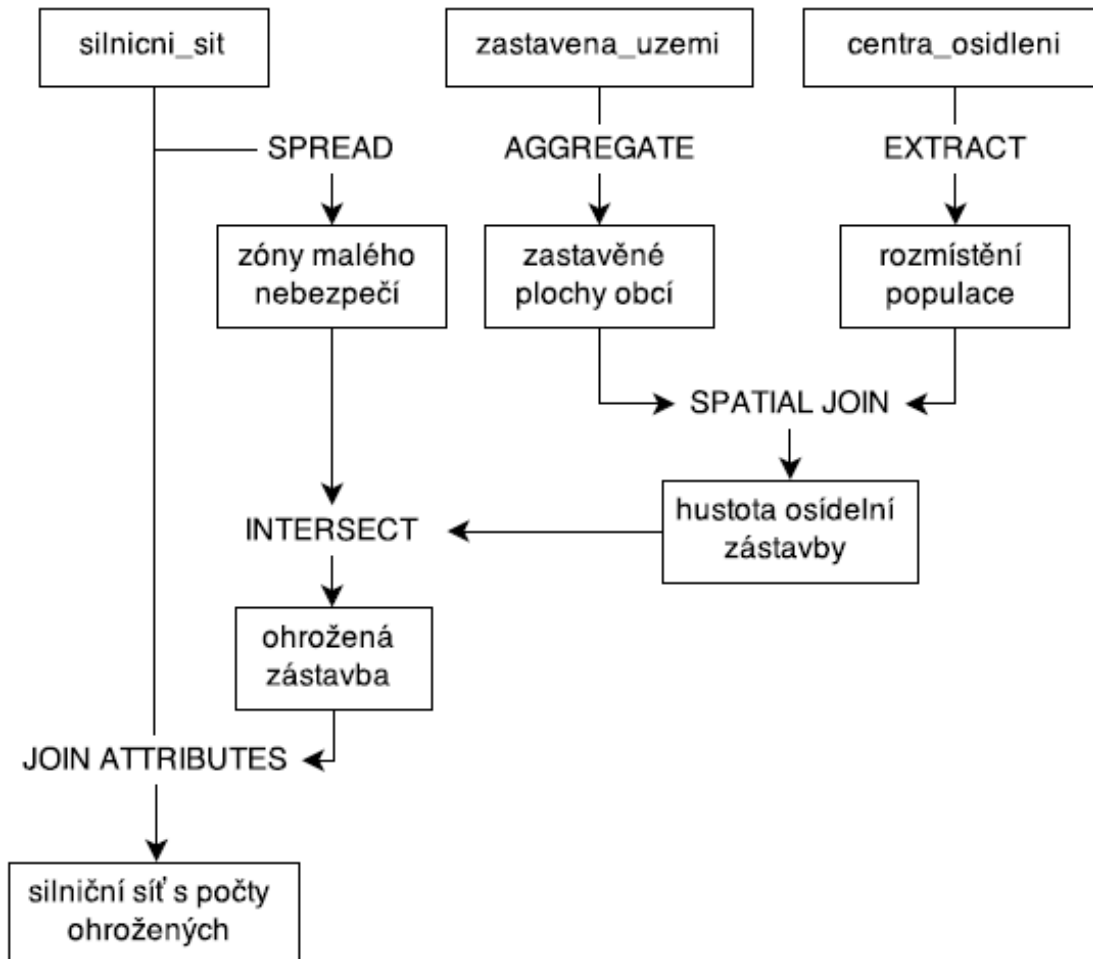 silnicni_sit
zastavena_uzemi
centra_osidleni
SPREAD
AGGREGATE
EXTRACT
zóny malého
nebezpečí
zastavěné
plochy obcí
rozmístění
populace
SPATIAL JOIN
hustota osídelní
zástavby
INTERSECT
ohrožená
zástavba
JOIN ATTRIBUTES
silniční síť s počty
ohrožených